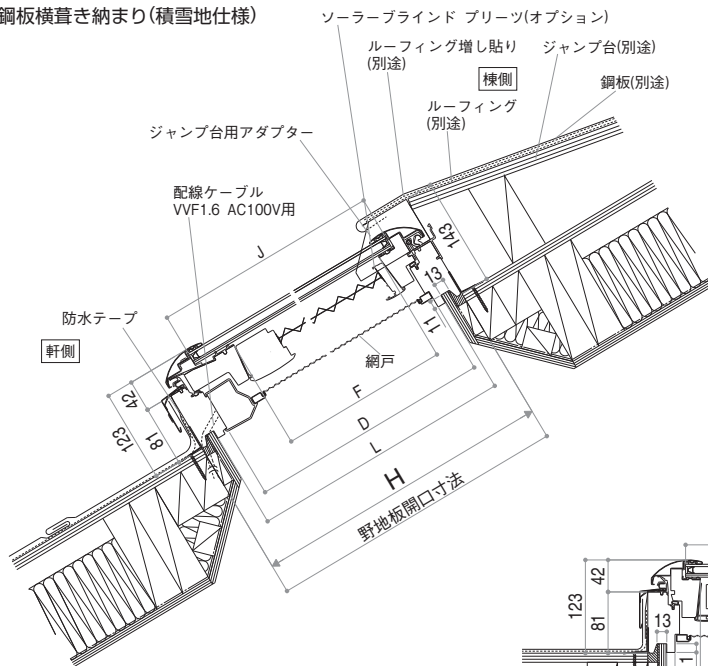 鋼板横葺き納まり(積雪地仕様)
ソーラーブラインド プリーツ(オプション)
ルーフィング増し貼り
(別途)
ジャンプ台(別途)
棟側
鋼板(別途)
ルーフィング
(別途)
ジャンプ台用アダプター
配線ケーブル
VVF1.6 AC100V用
J
143
13
11
防水テープ
軒側
網戸
42
123
81
F
D
L
H
野地板開口寸法
42
123
81
13